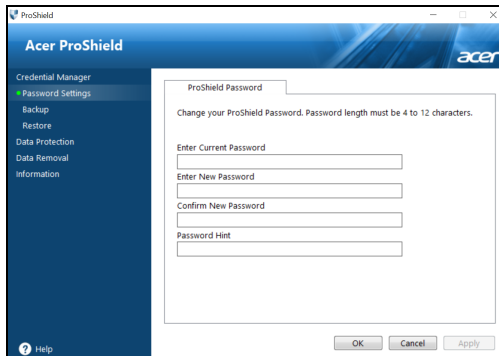 ProShield
Acer ProShield
acer
Credential Manager
Password Settings
Backup
Restore
Data Protection
Data Removal
Information
Help
ProShield Password
Change your ProShield Password. Password length must be 4 to 12 characters.
Enter Current Password
Enter New Password
Confirm New Password
Password Hint
OK Cancel Apply